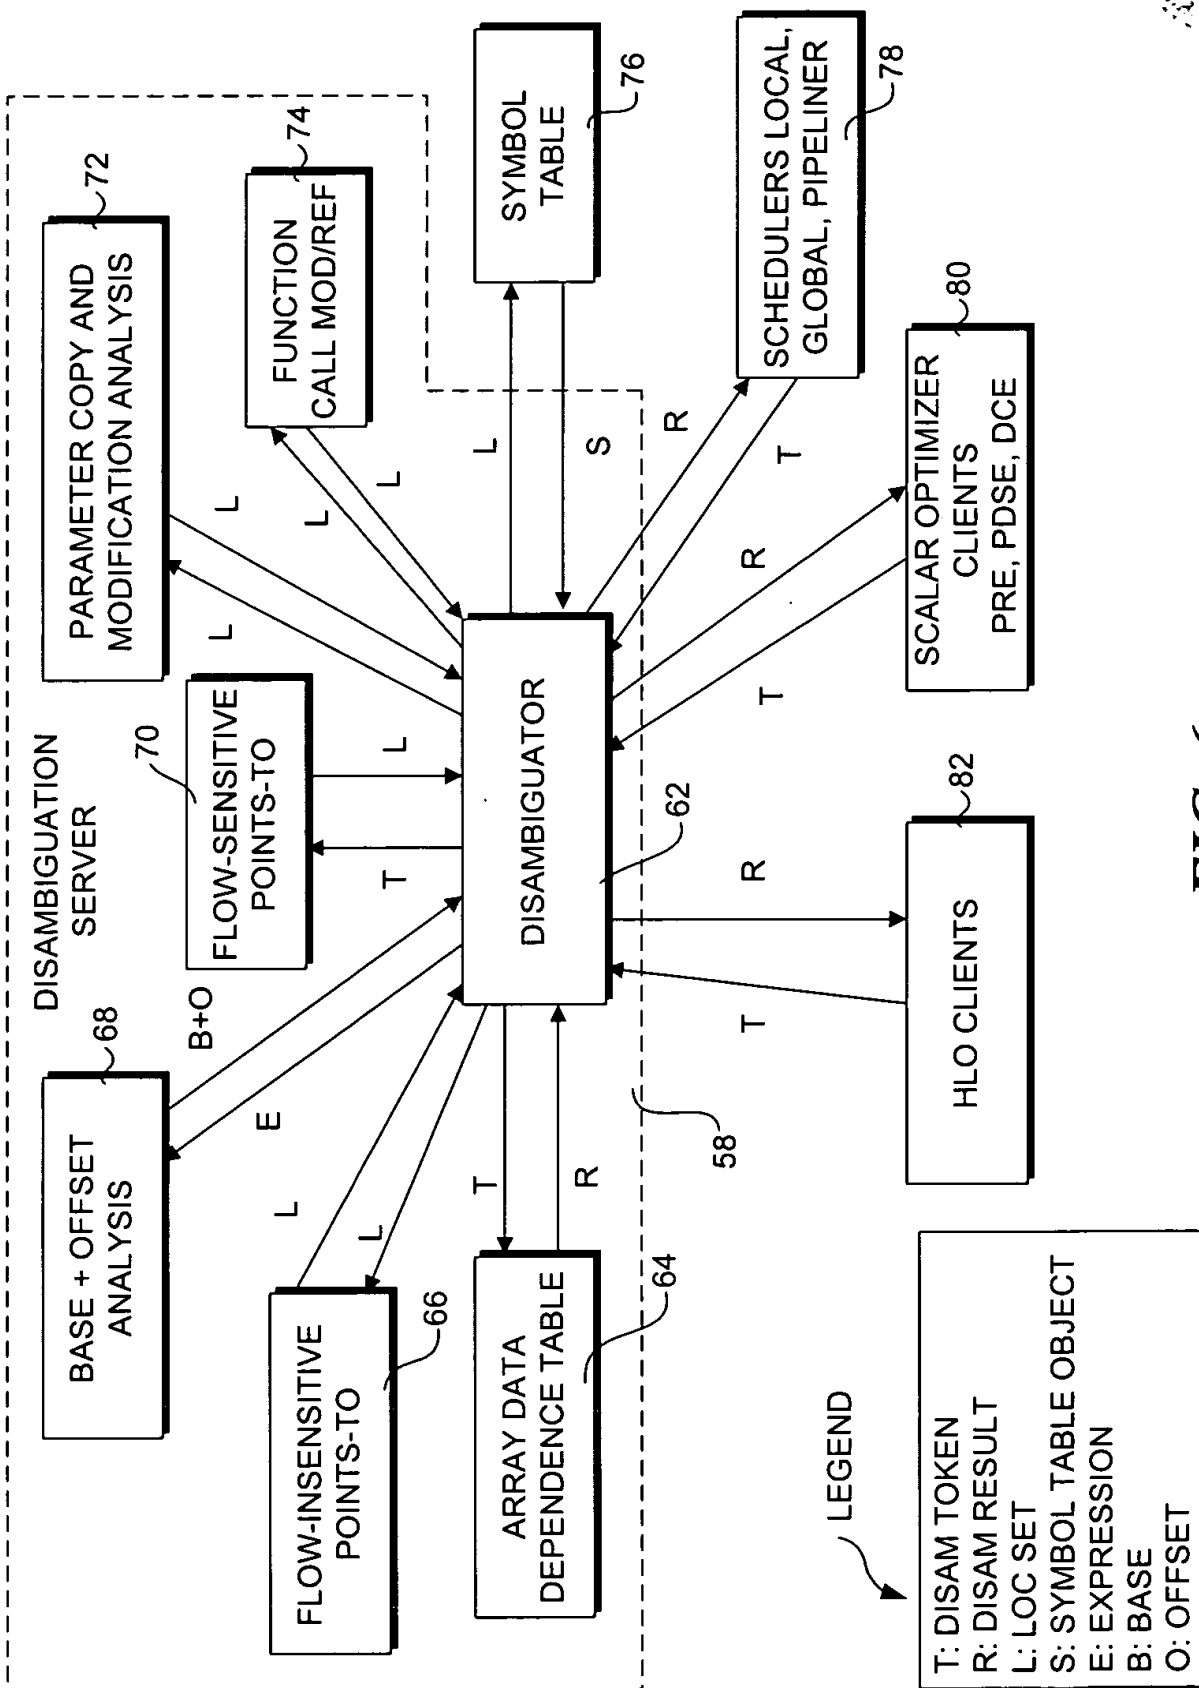 DISAMBIGUATION
SERVER
BASE + OFFSET
ANALYSIS
68
FLOW-SENSITIVE
POINTS-TO
70
PARAMETER COPY AND
MODIFICATION ANALYSIS
72
FLOW-INSENSITIVE
POINTS-TO
66
FUNCTION
CALL MOD/REF
74
B+O
E
L
L
T
L
L
L
L
L
ARRAY DATA
DEPENDENCE TABLE
64
T
R
DISAMBIGUATOR
62
L
S
SYMBOL
TABLE
76
58
T
R
T
R
T
R
SCHEDULERS LOCAL,
GLOBAL, PIPELINER
78
HLO CLIENTS
82
SCALAR OPTIMIZER
CLIENTS
PRE, PDSE, DCE
80
LEGEND
T: DISAM TOKEN
R: DISAM RESULT
L: LOC SET
S: SYMBOL TABLE OBJECT
E: EXPRESSION
B: BASE
O: OFFSET